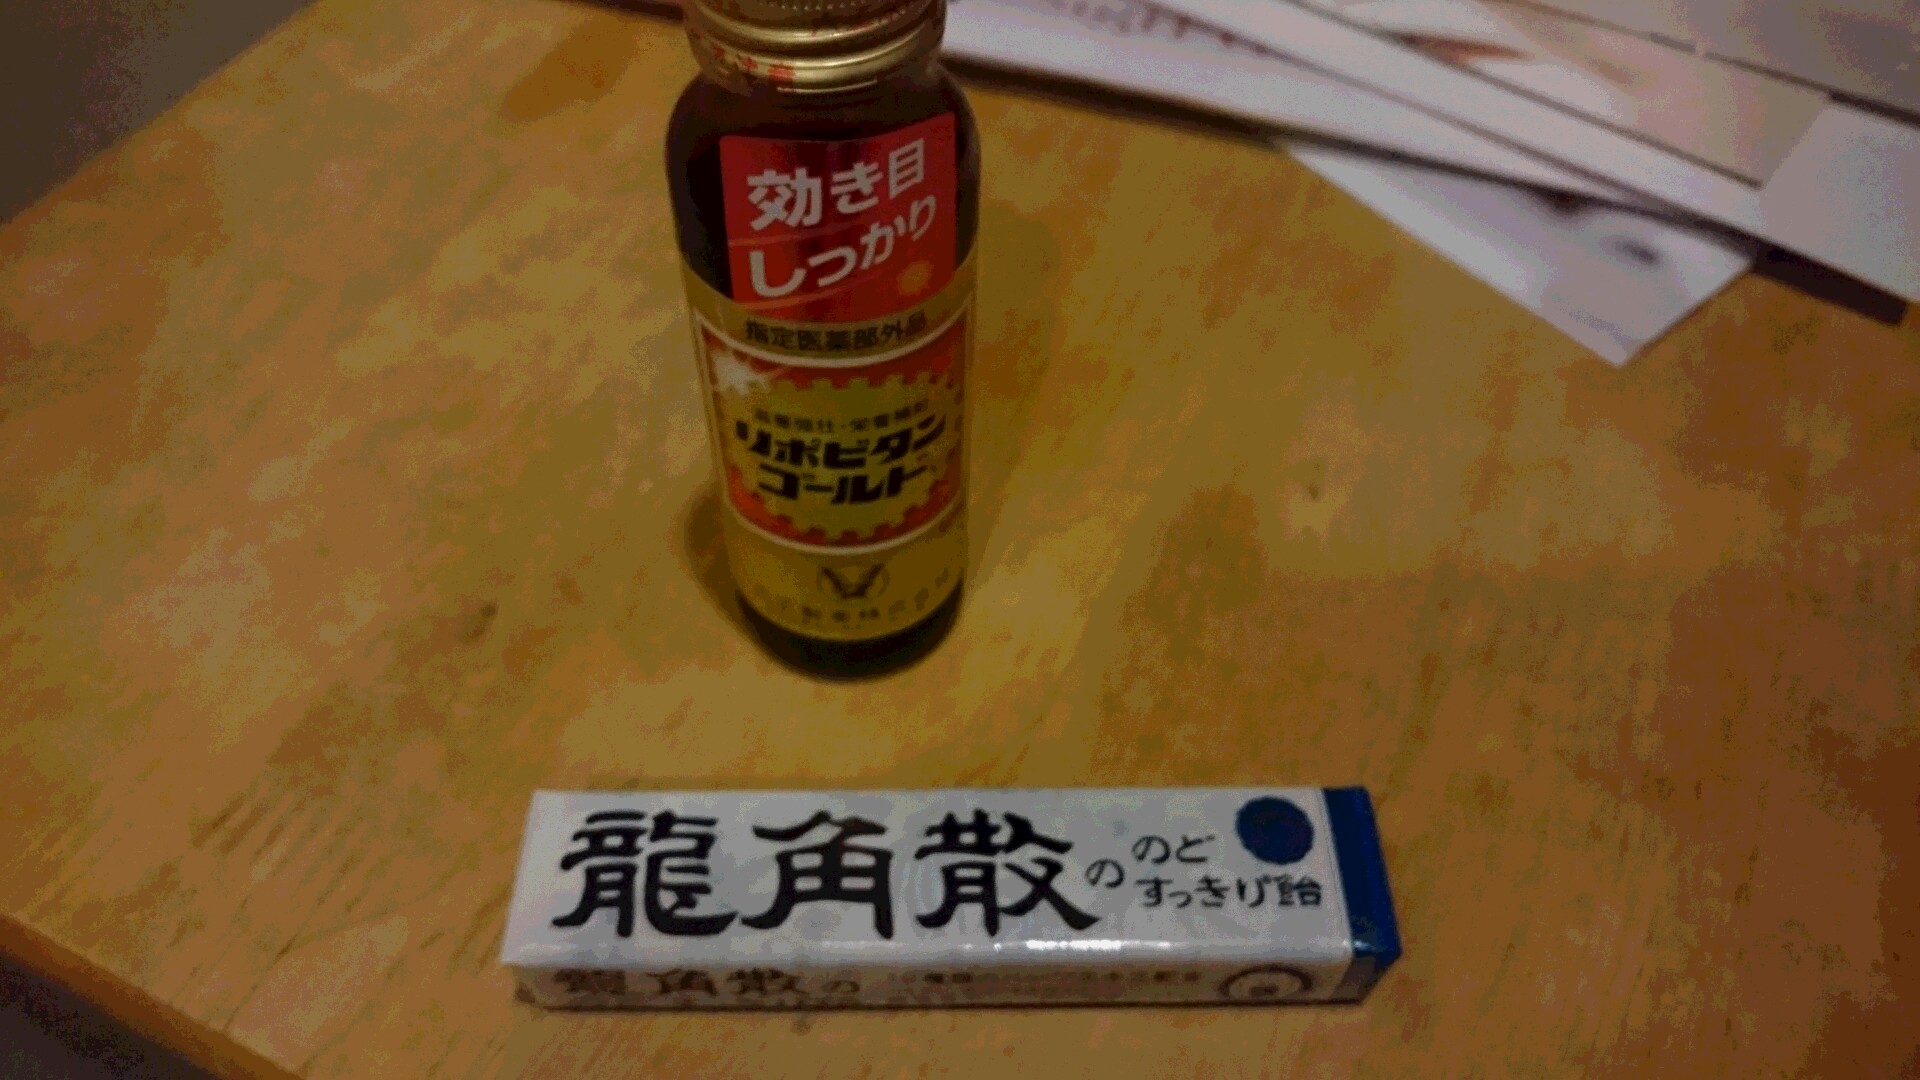 効き目
しっかり
指定医薬部外品
滋養強壮・栄養補給
リポビタン
ゴールド
龍角散の
のど
すっきり飴
龍角散の